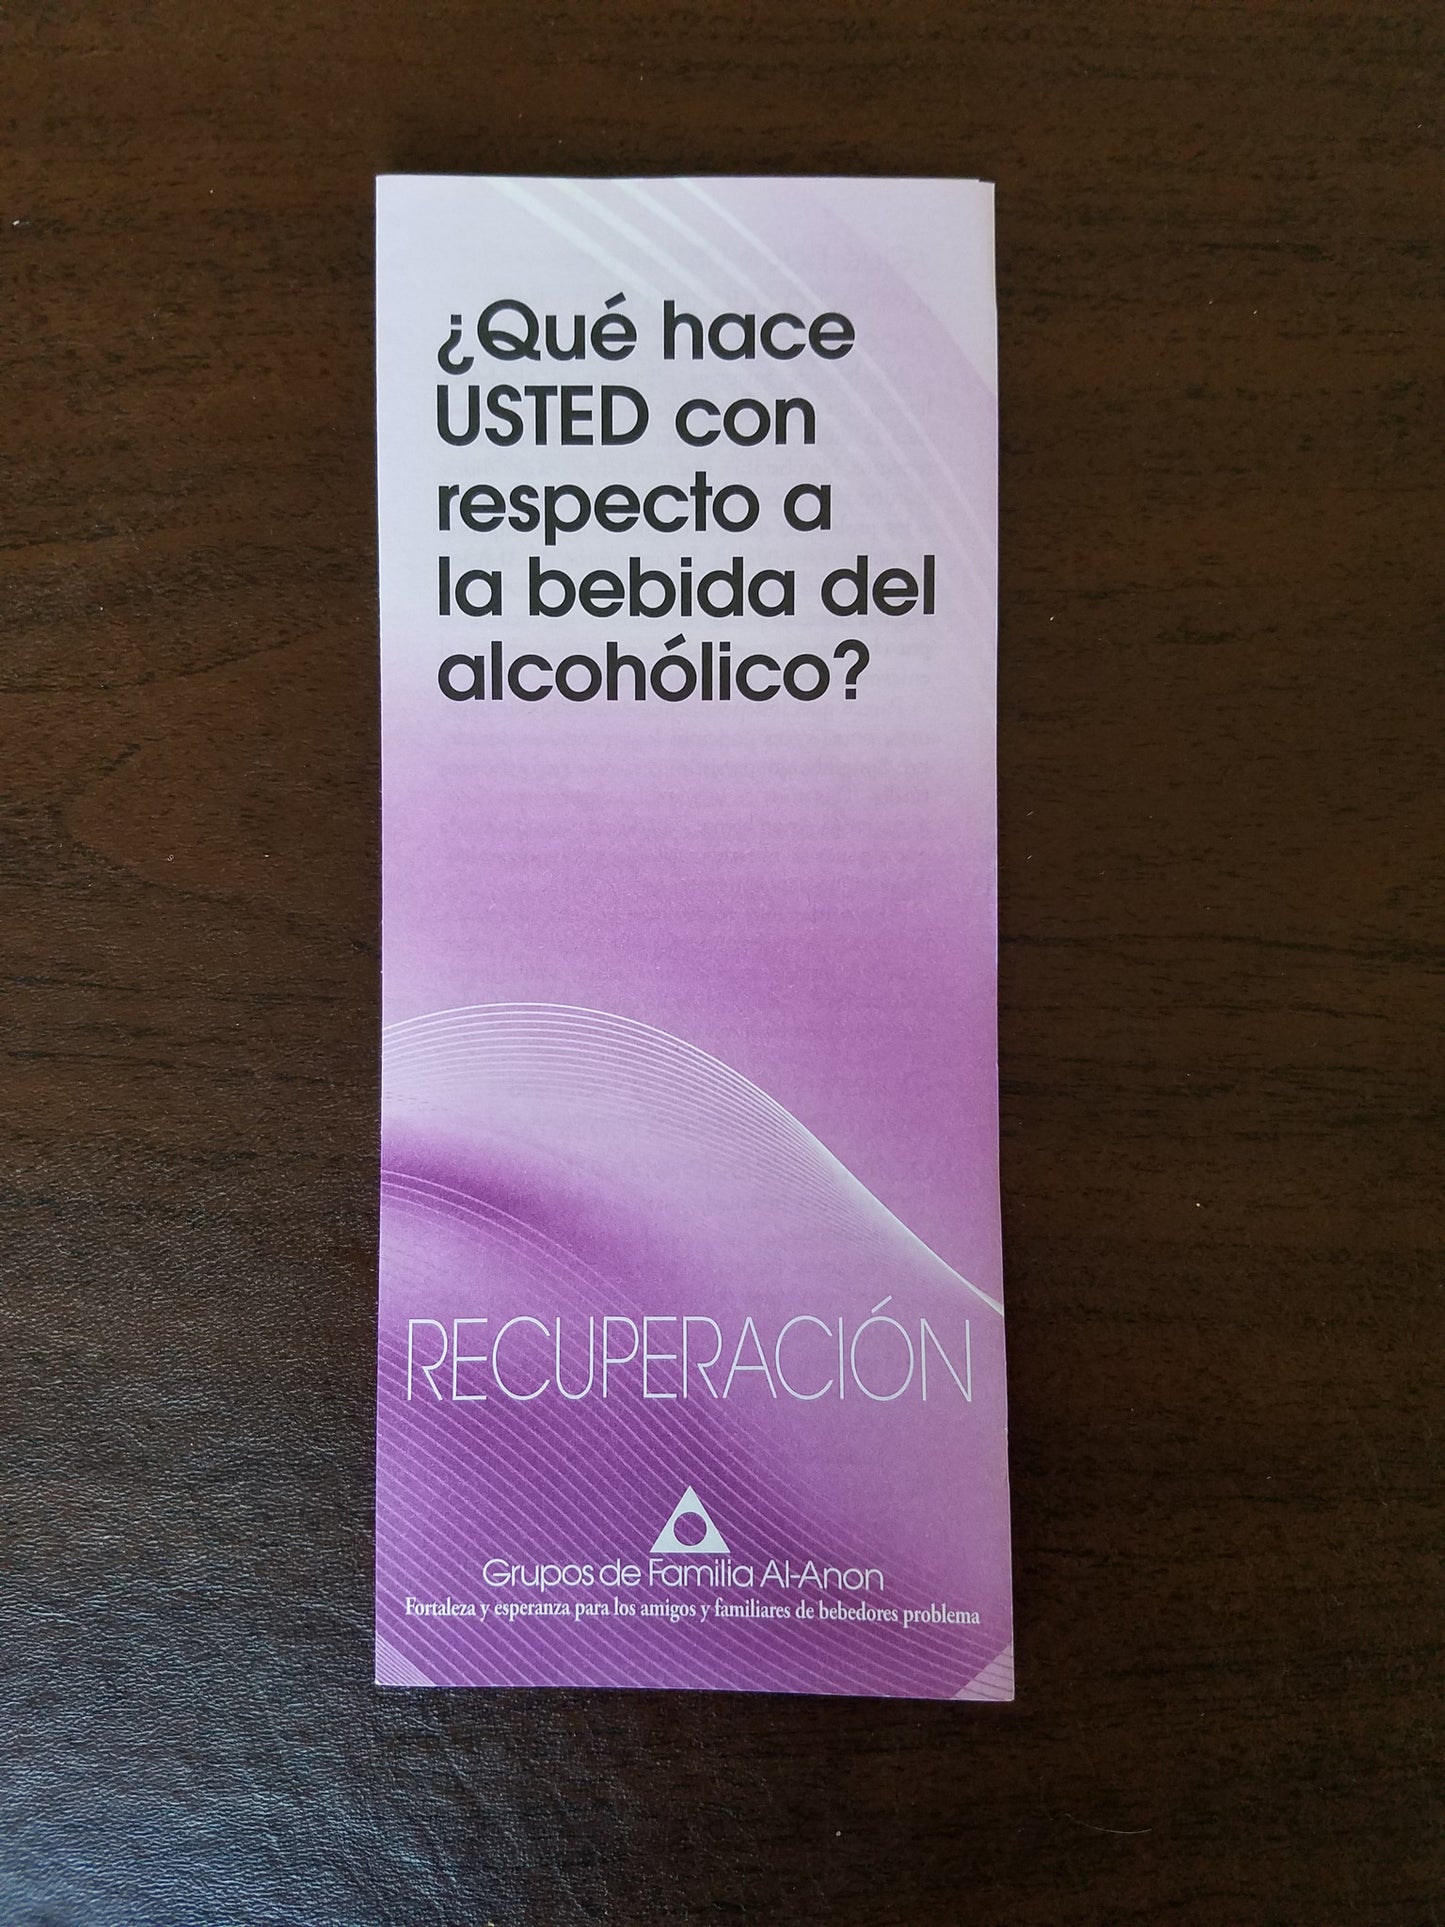 ¿Qué hace
USTED con
respecto a
la bebida del
alcohólico?
RECUPERACIÓN
Grupos de Familia Al-Anon
Fortaleza y esperanza para los amigos y familiares de bebedores problema